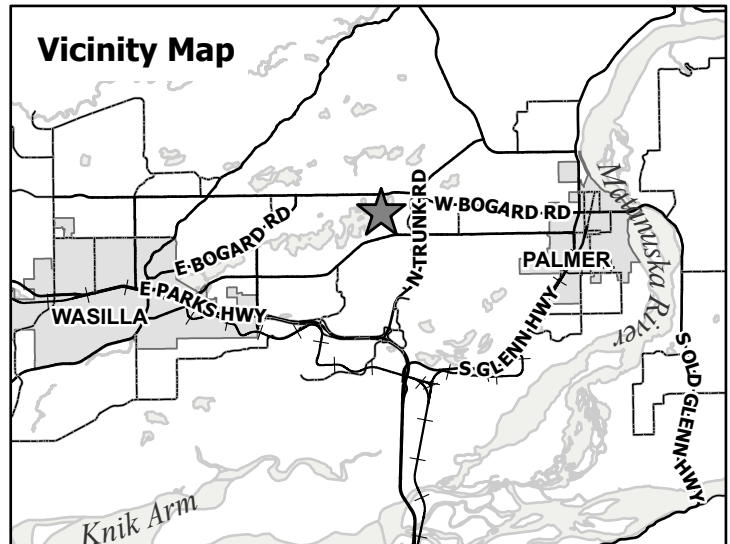 Vicinity Map
N TRUNK RD
Matanuska River
W BOGARD RD
E BOGARD RD
PALMER
E PARKS HWY
WASILLA
S GLENN HWY
S OLD GLENN HWY
Knik Arm